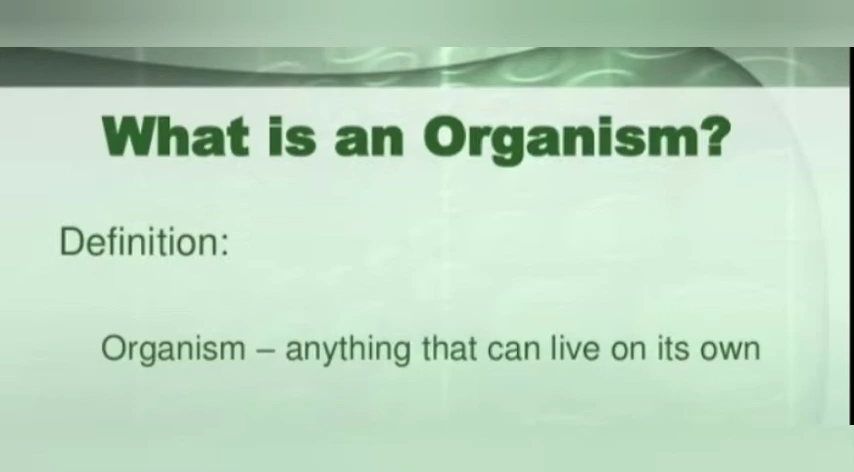 What is an Organism?
Definition:
Organism – anything that can live on its own